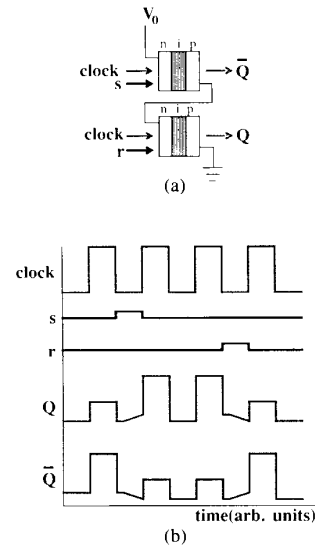 V₀
n i p
clock
Q̅
s
n i p
clock
Q
r
(a)
clock
s
r
Q
Q̅
time(arb. units)
(b)